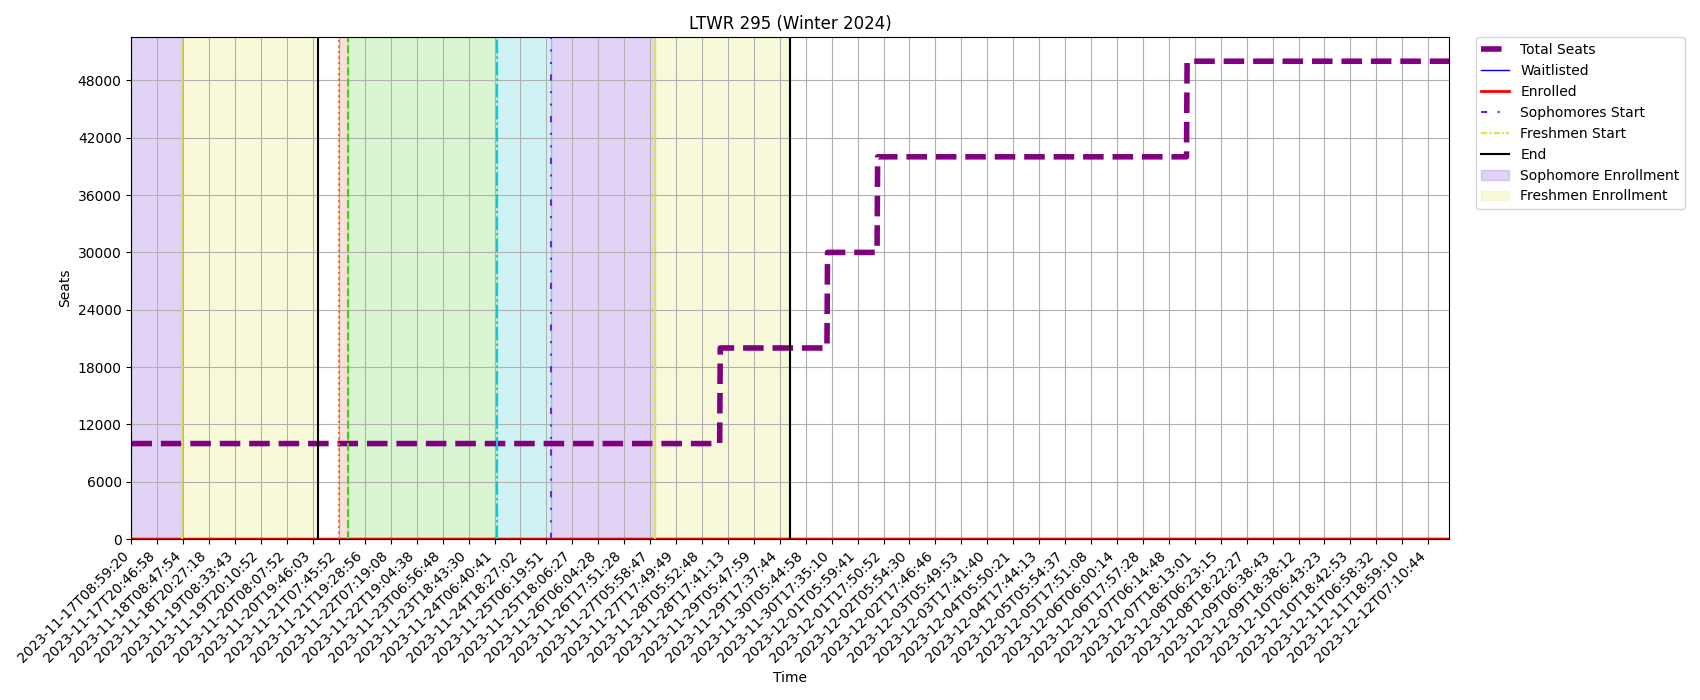 LTWR 295 (Winter 2024)
Total Seats
Waitlisted
Enrolled
Sophomores Start
Freshmen Start
End
Sophomore Enrollment
Freshmen Enrollment
Seats
48000
42000
36000
30000
24000
18000
12000
6000
0
2023-11-17T08:59:20
2023-11-17T20:46:58
2023-11-18T08:47:54
2023-11-18T20:27:18
2023-11-19T08:33:43
2023-11-19T20:10:52
2023-11-20T08:07:52
2023-11-20T19:46:03
2023-11-21T07:45:52
2023-11-21T19:28:56
2023-11-22T07:19:08
2023-11-22T19:04:38
2023-11-23T06:56:48
2023-11-23T18:43:30
2023-11-24T06:40:41
2023-11-24T18:27:02
2023-11-25T06:19:51
2023-11-25T18:06:27
2023-11-26T06:04:28
2023-11-26T17:51:28
2023-11-27T05:58:47
2023-11-27T17:49:49
2023-11-28T05:52:48
2023-11-28T17:41:13
2023-11-29T05:47:59
2023-11-29T17:37:44
2023-11-30T05:44:58
2023-11-30T17:35:10
2023-12-01T05:59:41
2023-12-01T17:50:52
2023-12-02T05:54:30
2023-12-02T17:46:46
2023-12-03T05:49:53
2023-12-03T17:41:40
2023-12-04T05:50:21
2023-12-04T17:44:13
2023-12-05T05:54:37
2023-12-05T17:51:08
2023-12-06T06:00:14
2023-12-06T17:57:28
2023-12-07T06:14:48
2023-12-07T18:13:01
2023-12-08T06:23:15
2023-12-08T18:22:27
2023-12-09T06:38:43
2023-12-09T18:38:12
2023-12-10T06:43:23
2023-12-10T18:42:53
2023-12-11T06:58:32
2023-12-11T18:59:10
2023-12-12T07:10:44
Time